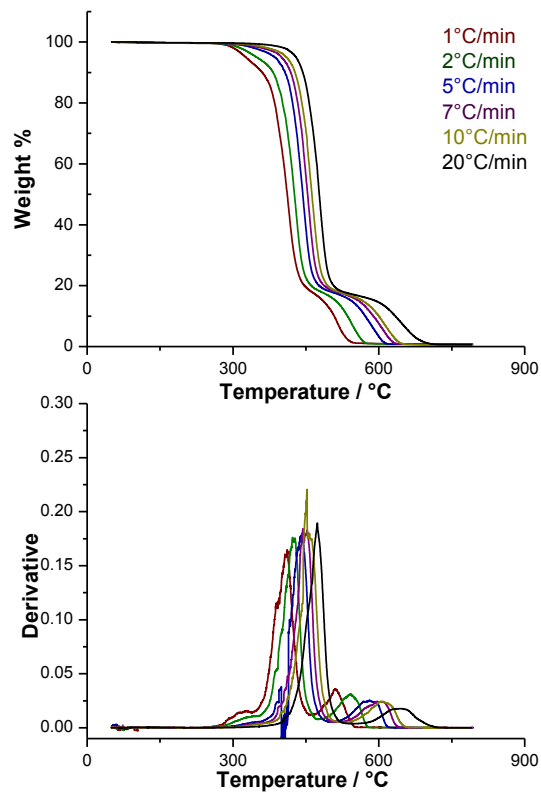 100
80
60
40
20
0
Weight %
1°C/min
2°C/min
5°C/min
7°C/min
10°C/min
20°C/min
0 300 600 900
Temperature / °C
0.30
0.25
0.20
0.15
0.10
0.05
0.00
Derivative
0 300 600 900
Temperature / °C